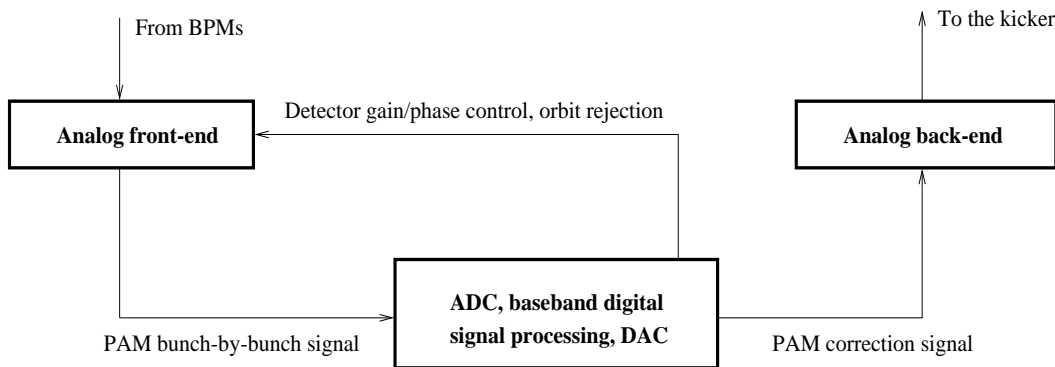 From BPMs
To the kicker
Detector gain/phase control, orbit rejection
Analog front-end
Analog back-end
ADC, baseband digital
signal processing, DAC
PAM bunch-by-bunch signal
PAM correction signal